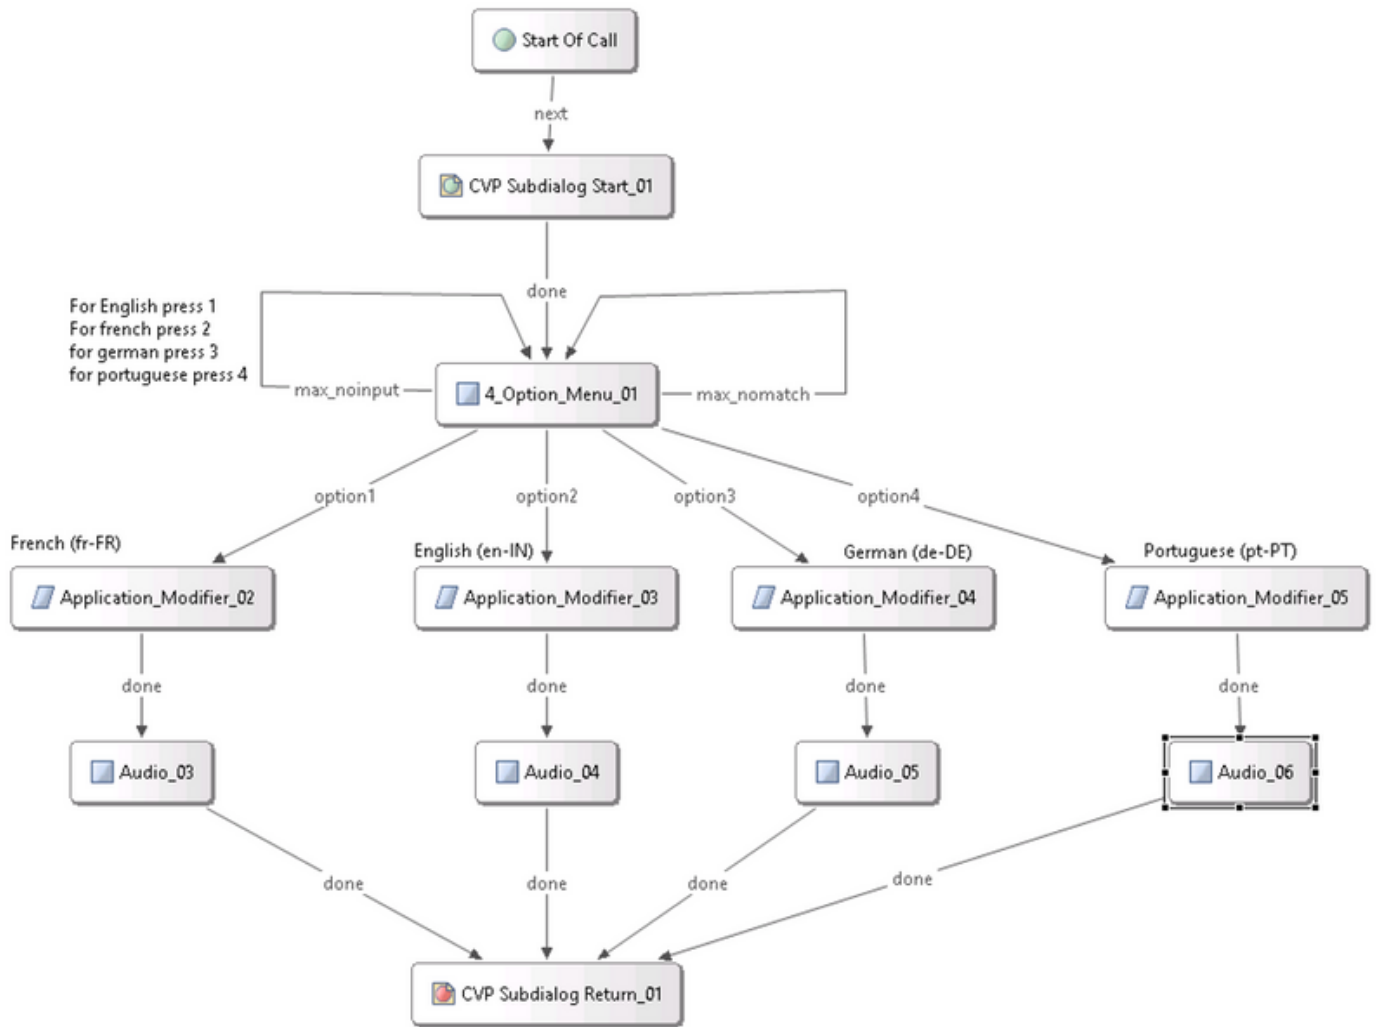 Start Of Call
next
CVP Subdialog Start_01
done
For English press 1
For french press 2
for german press 3
for portuguese press 4
max_noinput
4_Option_Menu_01
max_nomatch
option1
option2
option3
option4
French (fr-FR)
English (en-IN)
German (de-DE)
Portuguese (pt-PT)
Application_Modifier_02
Application_Modifier_03
Application_Modifier_04
Application_Modifier_05
done
done
done
done
Audio_03
Audio_04
Audio_05
Audio_06
done
done
done
done
CVP Subdialog Return_01